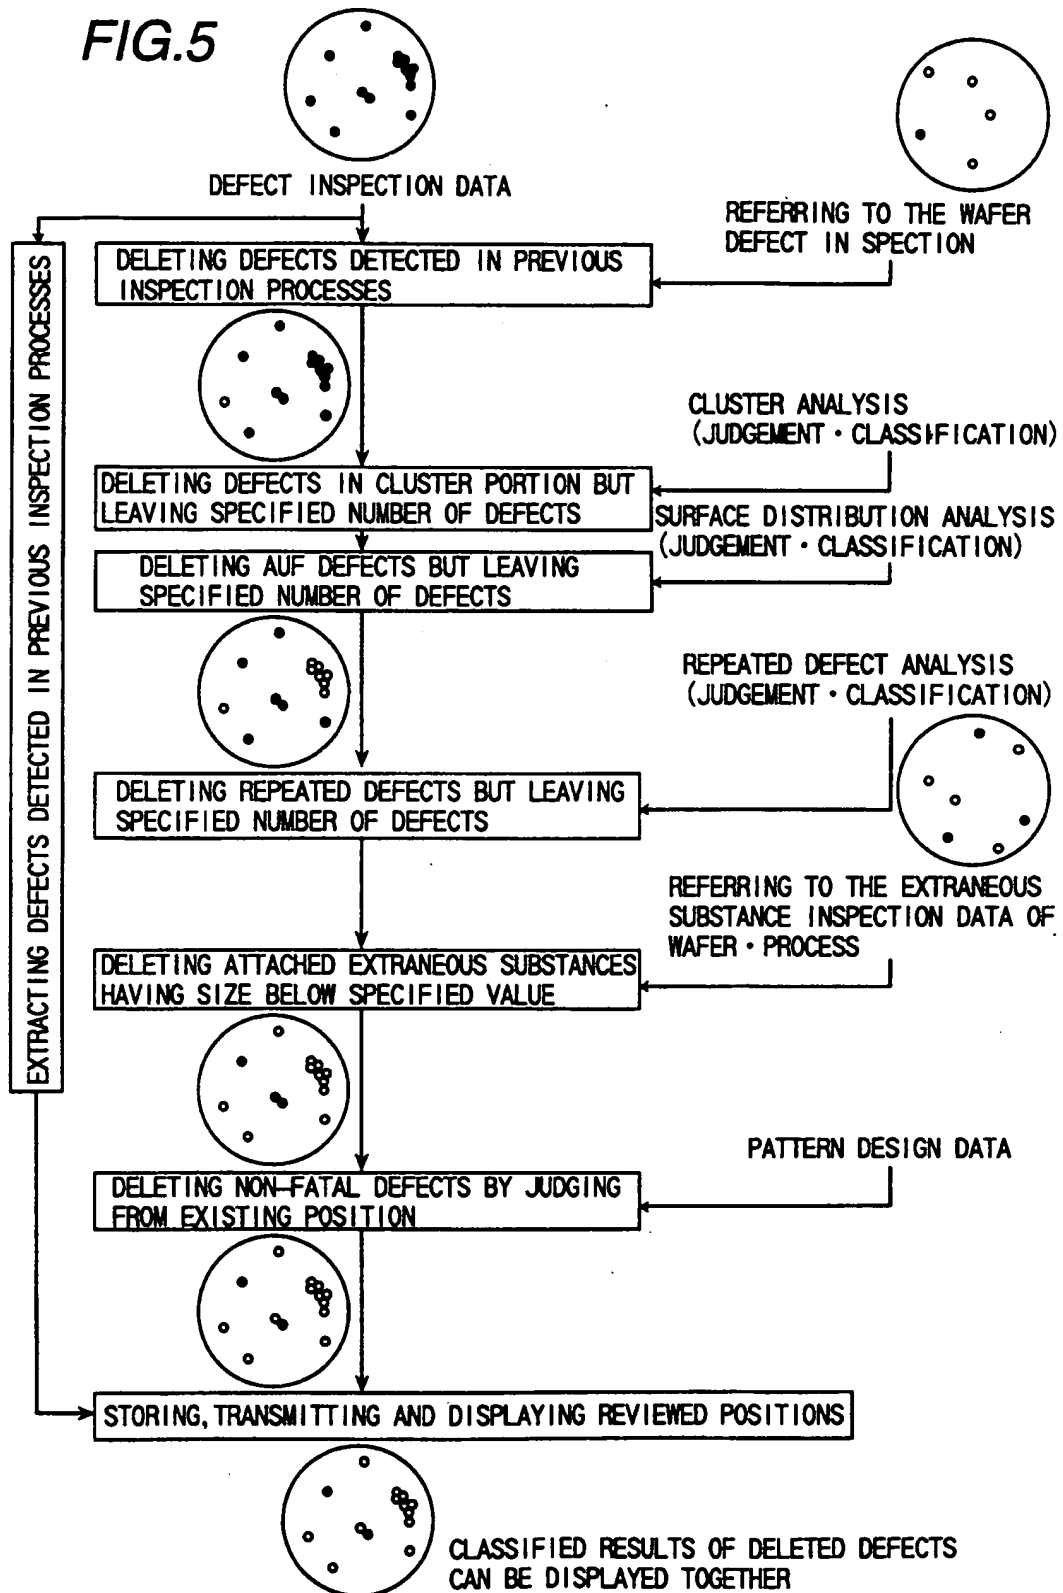 FIG.5
DEFECT INSPECTION DATA
REFERRING TO THE WAFER
DEFECT IN SPECTION
EXTRACTING DEFECTS DETECTED IN PREVIOUS INSPECTION PROCESSES
DELETING DEFECTS DETECTED IN PREVIOUS
INSPECTION PROCESSES
CLUSTER ANALYSIS
(JUDGEMENT・CLASSIFICATION)
DELETING DEFECTS IN CLUSTER PORTION BUT
LEAVING SPECIFIED NUMBER OF DEFECTS
SURFACE DISTRIBUTION ANALYSIS
(JUDGEMENT・CLASSIFICATION)
DELETING AUF DEFECTS BUT LEAVING
SPECIFIED NUMBER OF DEFECTS
REPEATED DEFECT ANALYSIS
(JUDGEMENT・CLASSIFICATION)
DELETING REPEATED DEFECTS BUT LEAVING
SPECIFIED NUMBER OF DEFECTS
REFERRING TO THE EXTRANEOUS
SUBSTANCE INSPECTION DATA OF
WAFER・PROCESS
DELETING ATTACHED EXTRANEOUS SUBSTANCES
HAVING SIZE BELOW SPECIFIED VALUE
PATTERN DESIGN DATA
DELETING NON-FATAL DEFECTS BY JUDGING
FROM EXISTING POSITION
STORING, TRANSMITTING AND DISPLAYING REVIEWED POSITIONS
CLASSIFIED RESULTS OF DELETED DEFECTS
CAN BE DISPLAYED TOGETHER